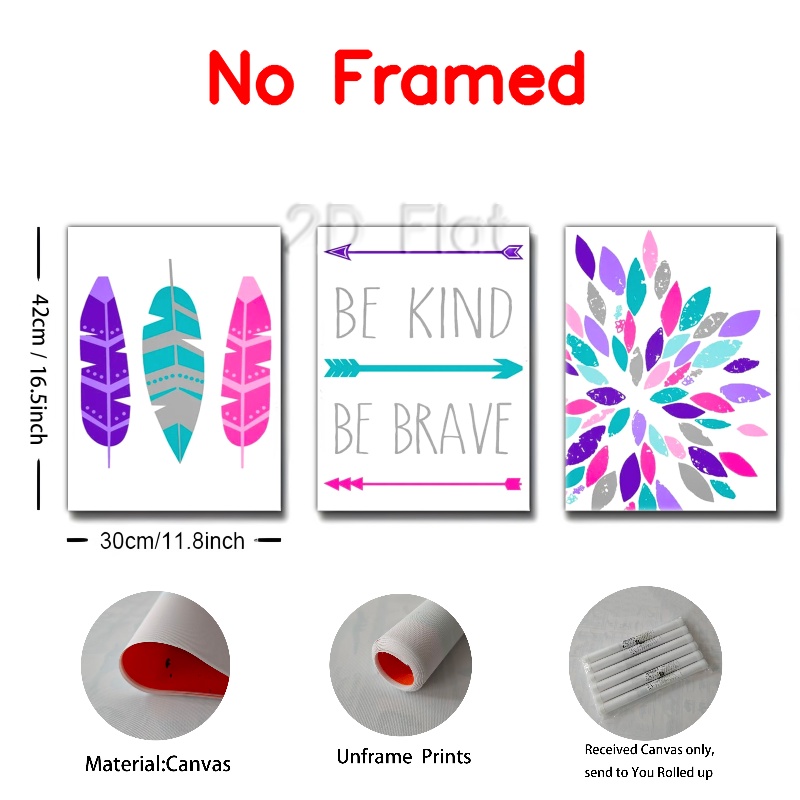 No Framed
2D Flat
42cm / 16.5inch
BE KIND
BE BRAVE
30cm/11.8inch
Material:Canvas
Unframe Prints
Received Canvas only,
send to You Rolled up